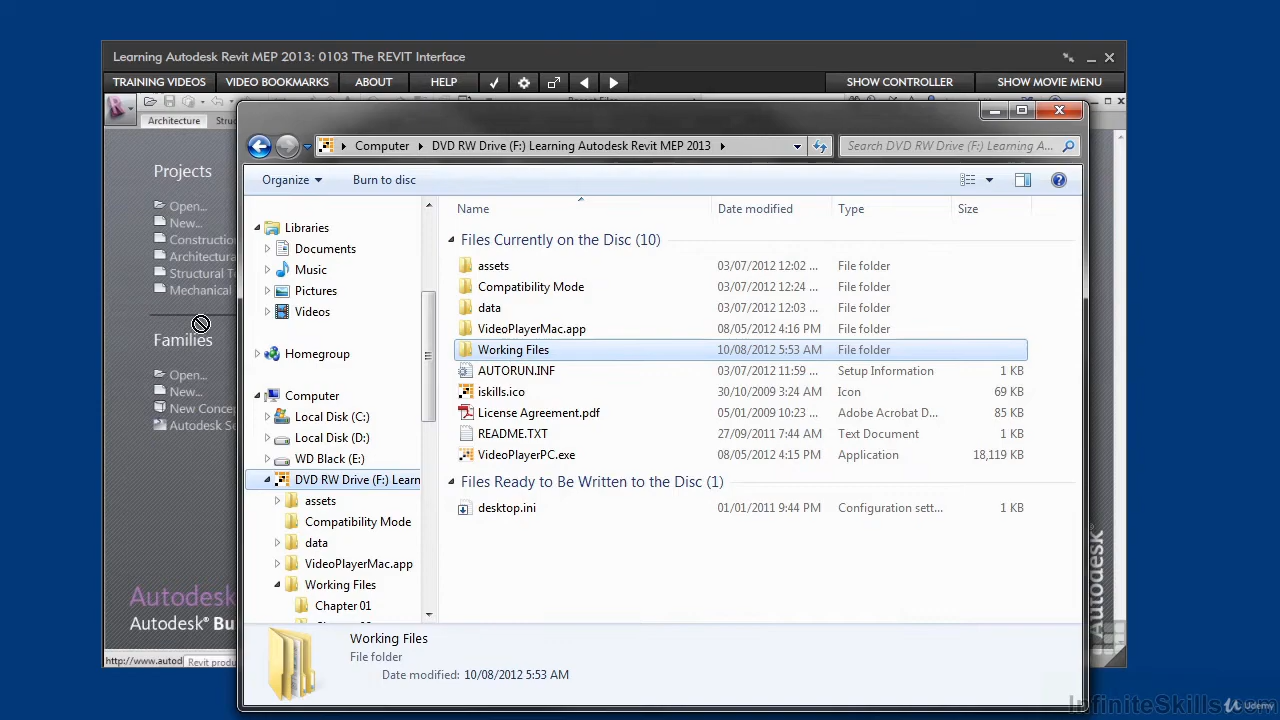 Learning Autodesk Revit MEP 2013: 0103 The REVIT Interface
TRAINING VIDEOS VIDEO BOOKMARKS ABOUT HELP SHOW CONTROLLER SHOW MOVIE MENU
Architecture
Projects
Open...
New...
Families
Open...
New...
Autodesk
Autodesk®
http://www.autod
Revit
Autodesk®
Computer DVD RW Drive (F:) Learning Autodesk Revit MEP 2013 Search DVD RW Drive (F:) Learning A...
Organize Burn to disc
Libraries
Documents
Music
Pictures
Videos
Homegroup
Computer
Local Disk (C:)
Local Disk (D:)
WD Black (E:)
DVD RW Drive (F:) Learn
assets
Compatibility Mode
data
VideoPlayerMac.app
Working Files
Chapter 01
Name Date modified Type Size
Files Currently on the Disc (10)
assets 03/07/2012 12:02 ... File folder
Compatibility Mode 03/07/2012 12:24 ... File folder
data 03/07/2012 12:03 ... File folder
VideoPlayerMac.app 08/05/2012 4:16 PM File folder
Working Files 10/08/2012 5:53 AM File folder
AUTORUN.INF 03/07/2012 11:59 ... Setup Information 1 KB
iskills.ico 30/10/2009 3:24 AM Icon 69 KB
License Agreement.pdf 05/01/2009 10:23 ... Adobe Acrobat D... 85 KB
README.TXT 27/09/2011 7:44 AM Text Document 1 KB
VideoPlayerPC.exe 08/05/2012 4:15 PM Application 18,119 KB
Files Ready to Be Written to the Disc (1)
desktop.ini 01/01/2011 9:44 PM Configuration sett... 1 KB
Working Files
File folder
Date modified: 10/08/2012 5:53 AM
InfiniteSkills.com
Udemy